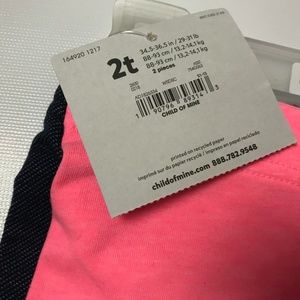 164920 1217
2t
34.5-36.5 in / 29-31 lb
88-93 cm / 13.2-14.1 kg
88-93 cm / 13.2-14.1 kg
2 pieces
CHILD OF MINE
printed on recycled paper
imprimé sur du papier recyclé
impreso en papel reciclado
childofmine.com 888.782.9548